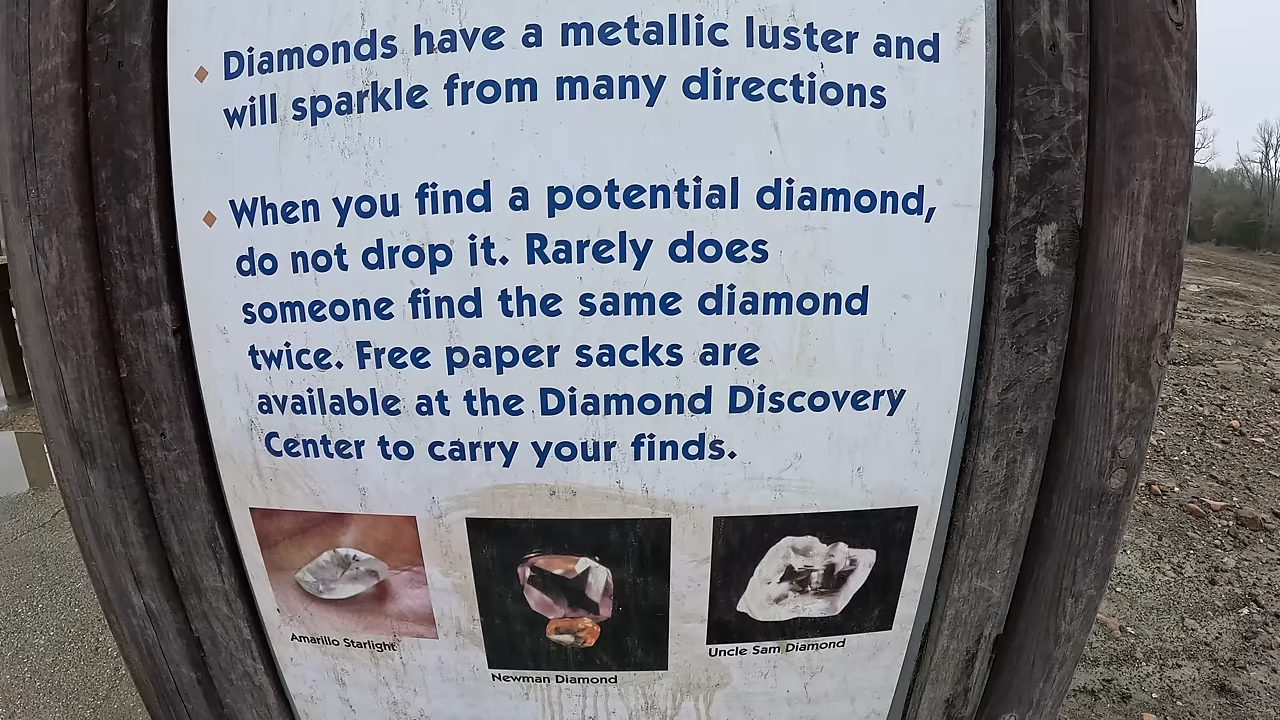 Diamonds have a metallic luster and
will sparkle from many directions
When you find a potential diamond,
do not drop it. Rarely does
someone find the same diamond
twice. Free paper sacks are
available at the Diamond Discovery
Center to carry your finds.
Amarillo Starlight
Newman Diamond
Uncle Sam Diamond